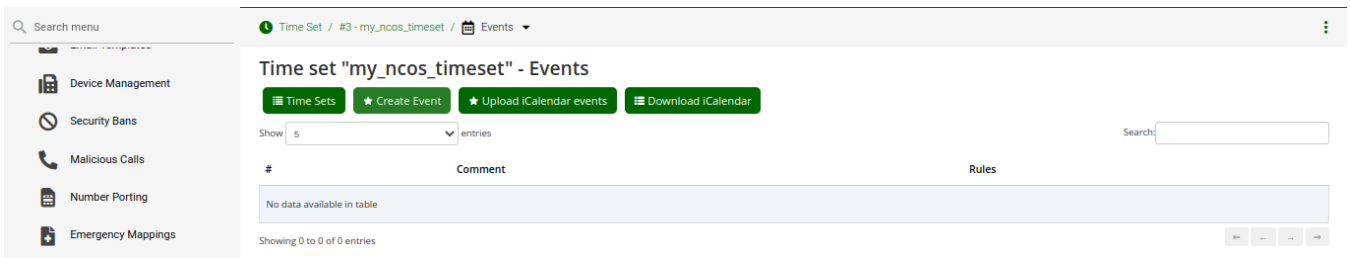 Search menu
Time Set / #3 - my_ncos_timeset / Events
Email Templates
Device Management
Security Bans
Malicious Calls
Number Porting
Emergency Mappings
Time set "my_ncos_timeset" - Events
Time Sets Create Event Upload iCalendar events Download iCalendar
Show 5 entries Search:
# Comment Rules
No data available in table
Showing 0 to 0 of 0 entries
← ← → ⇒